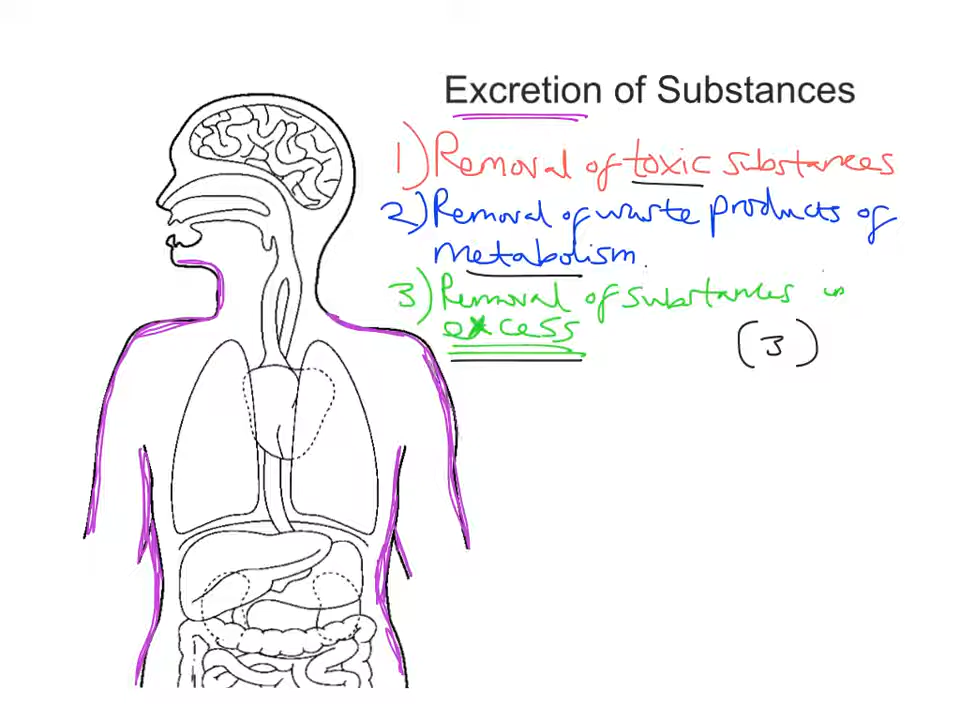 Excretion of Substances
1) Removal of toxic substances
2) Removal of waste products of
metabolism.
3) Removal of substances in
excess
(3)